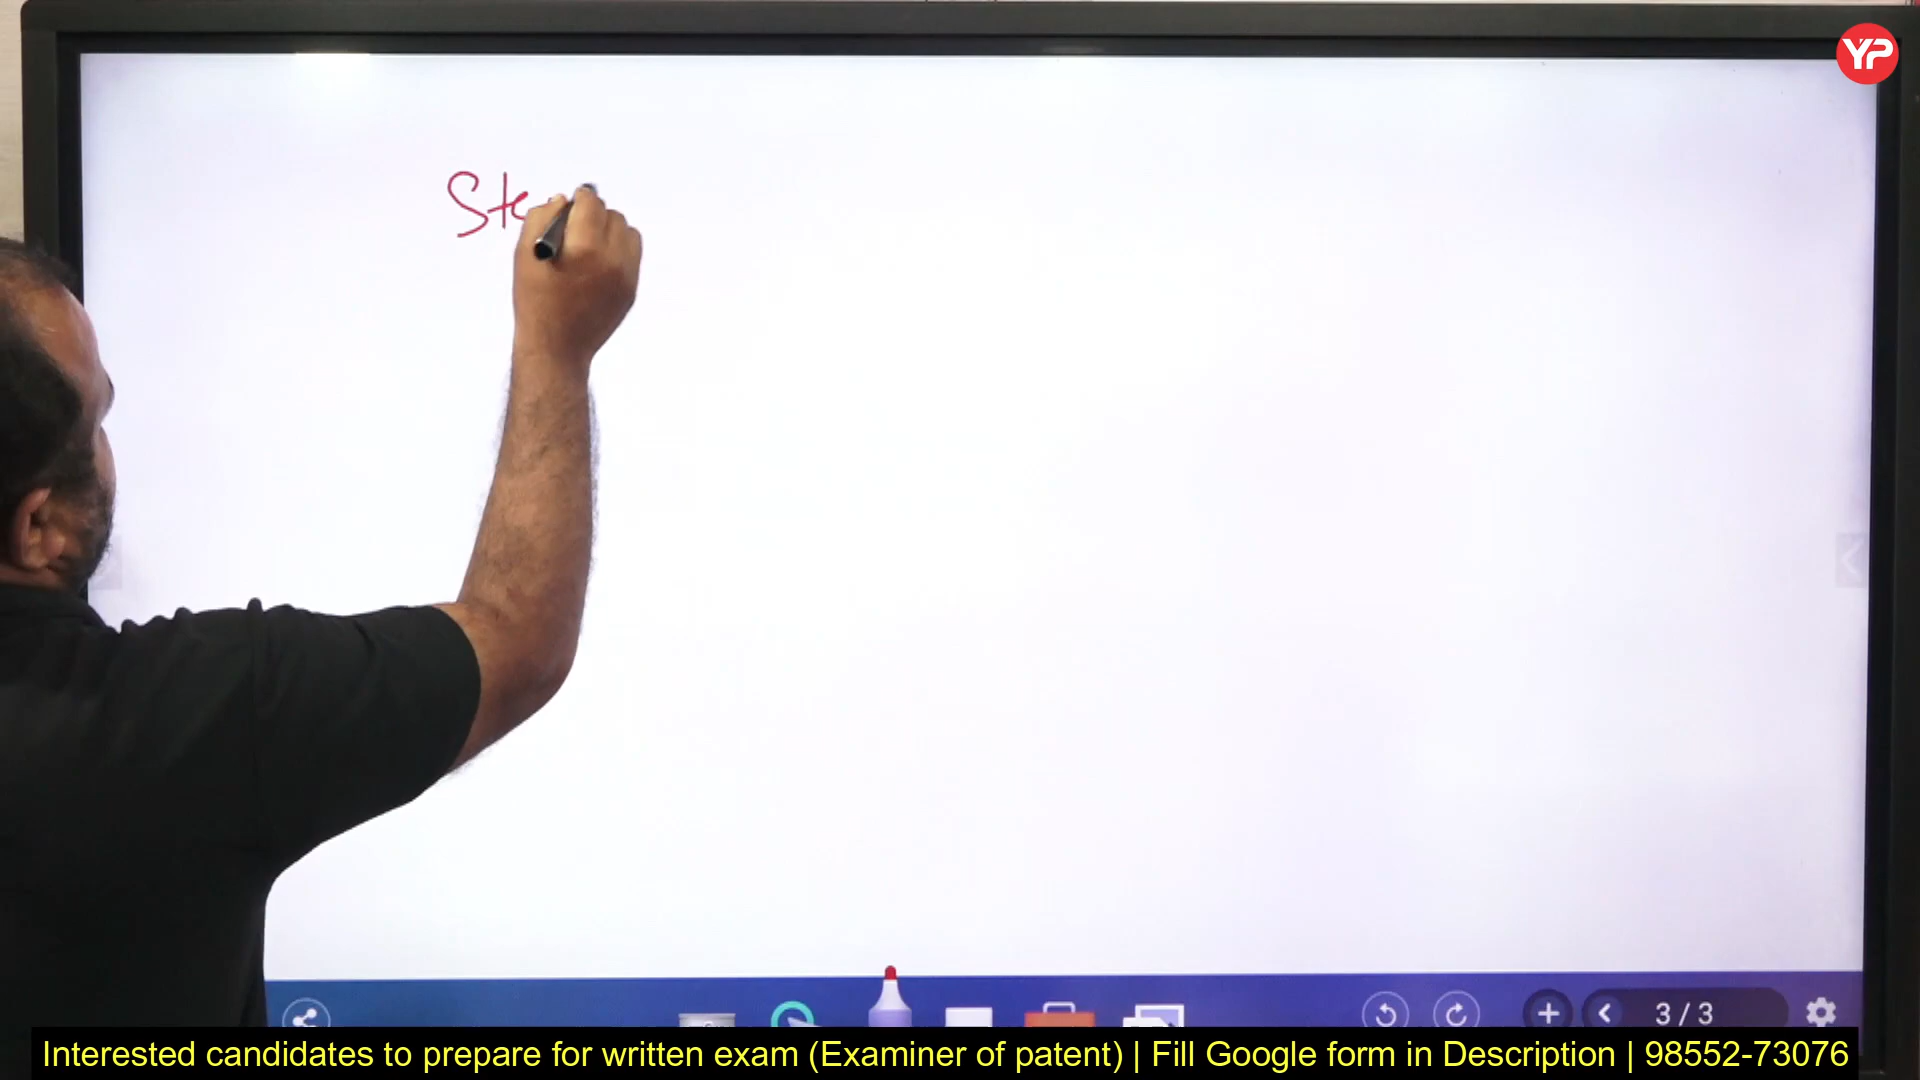 YP
Ste
3/3
Interested candidates to prepare for written exam (Examiner of patent) | Fill Google form in Description | 98552-73076